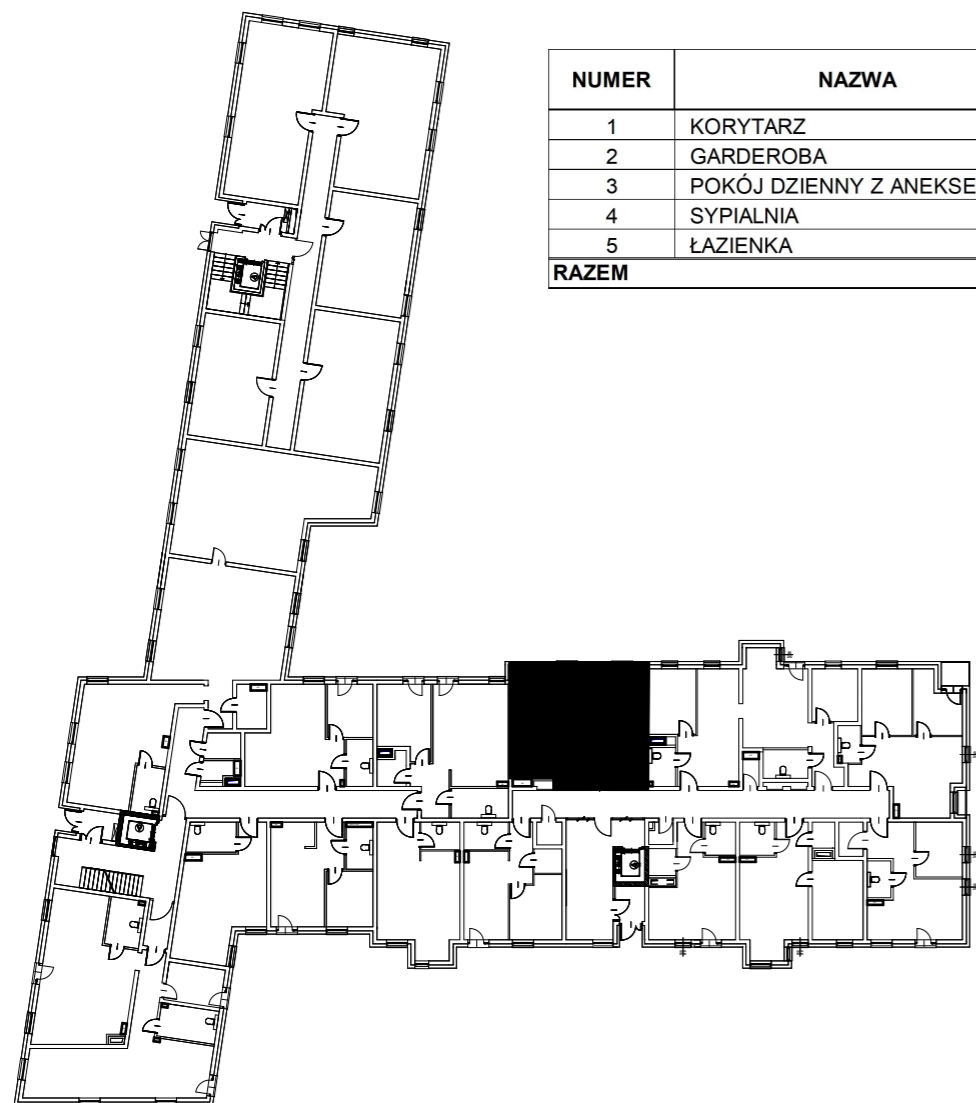 NUMER NAZWA
1 KORYTARZ
2 GARDEROBA
3 POKÓJ DZIENNY Z ANEKSE
4 SYPIALNIA
5 ŁAZIENKA
RAZEM